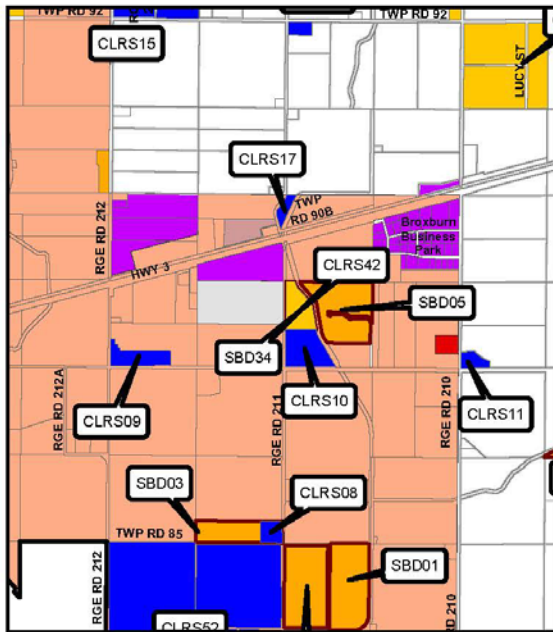 TWP RD 92
TWP RD 92
CLRS15
LUCY ST
CLRS17
TWP
RD 90B
RGE RD 212
Broxburn
Business
Park
HWY 3
CLRS42
SBD05
SBD34
CLRS09
CLRS10
CLRS11
RGE RD 212A
RGE RD 211
RGE RD 210
SBD03
CLRS08
TWP RD 85
SBD01
RGE RD 212
CLRS52